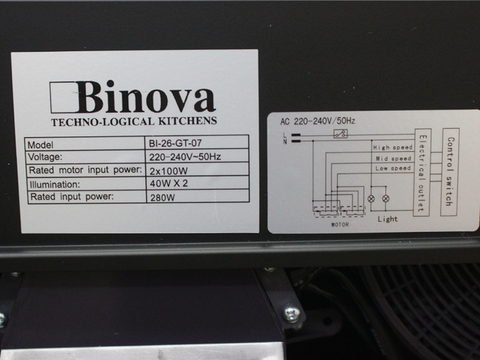 Binova
TECHNO-LOGICAL KITCHENS
Model BI-26-GT-07
Voltage: 220-240V~50Hz
Rated motor input power: 2x100W
Illumination: 40W X 2
Rated input power: 280W
AC 220-240V/50Hz
L
N
High speed
Mid speed
Low speed
Electrical outlet
Control switch
Light
MOTOR